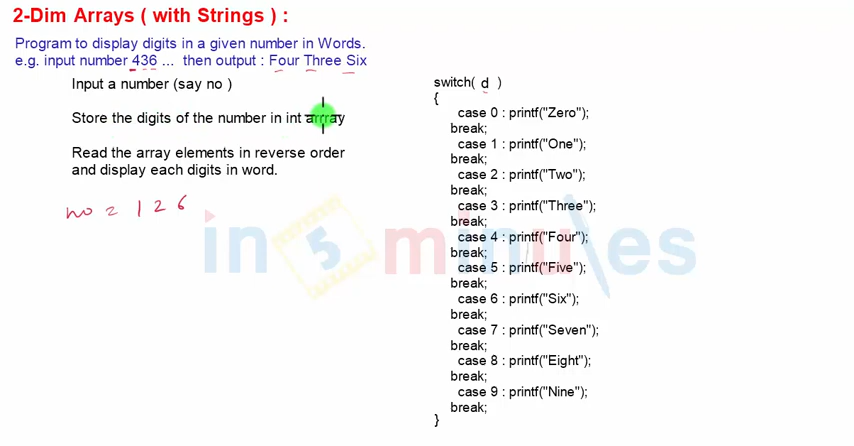 2-Dim Arrays ( with Strings ) :
Program to display digits in a given number in Words.
e.g. input number 436 ... then output : Four Three Six
Input a number (say no )
Store the digits of the number in int array
Read the array elements in reverse order
and display each digits in word.
no = 126
in 5 minutes
switch( d )
{
case 0 : printf("Zero");
break;
case 1 : printf("One");
break;
case 2 : printf("Two");
break;
case 3 : printf("Three");
break;
case 4 : printf("Four");
break;
case 5 : printf("Five");
break;
case 6 : printf("Six");
break;
case 7 : printf("Seven");
break;
case 8 : printf("Eight");
break;
case 9 : printf("Nine");
break;
}